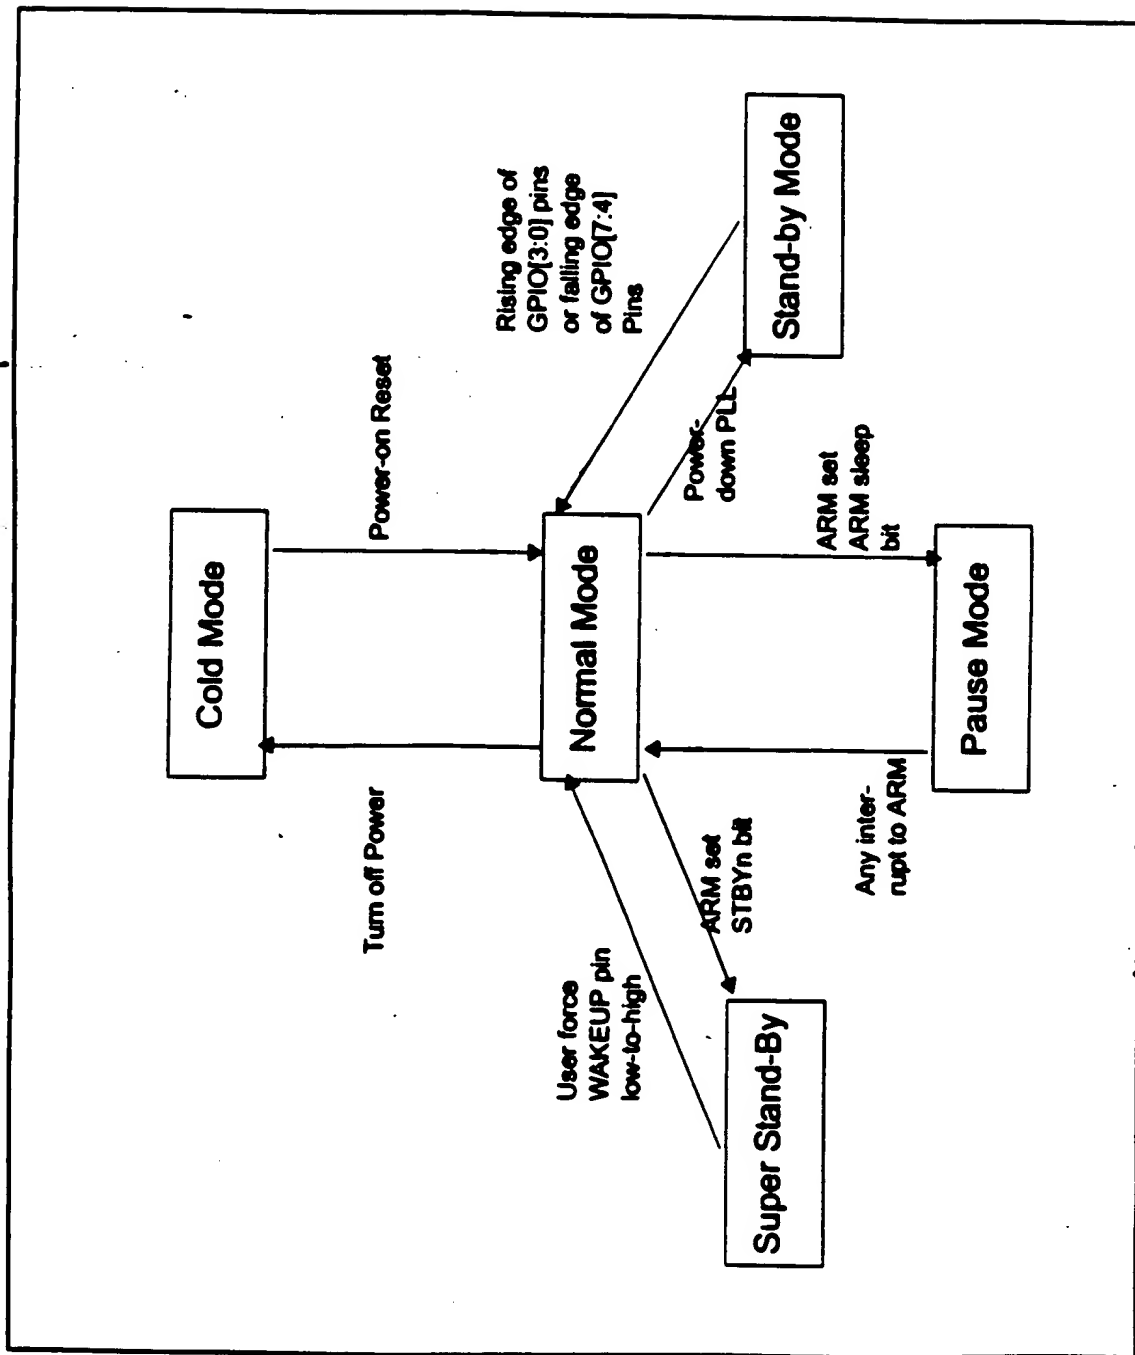 Cold Mode
Turn off Power
Power-on Reset
Normal Mode
User force
WAKEUP pin
low-to-high
Rising edge of
GPIO[3:0] pins
or falling edge
of GPIO[7:4]
Pins
ARM set
STBYn bit
Power-
down PLL
Super Stand-By
Stand-by Mode
Any inter-
rupt to ARM
ARM set
ARM sleep
bit
Pause Mode